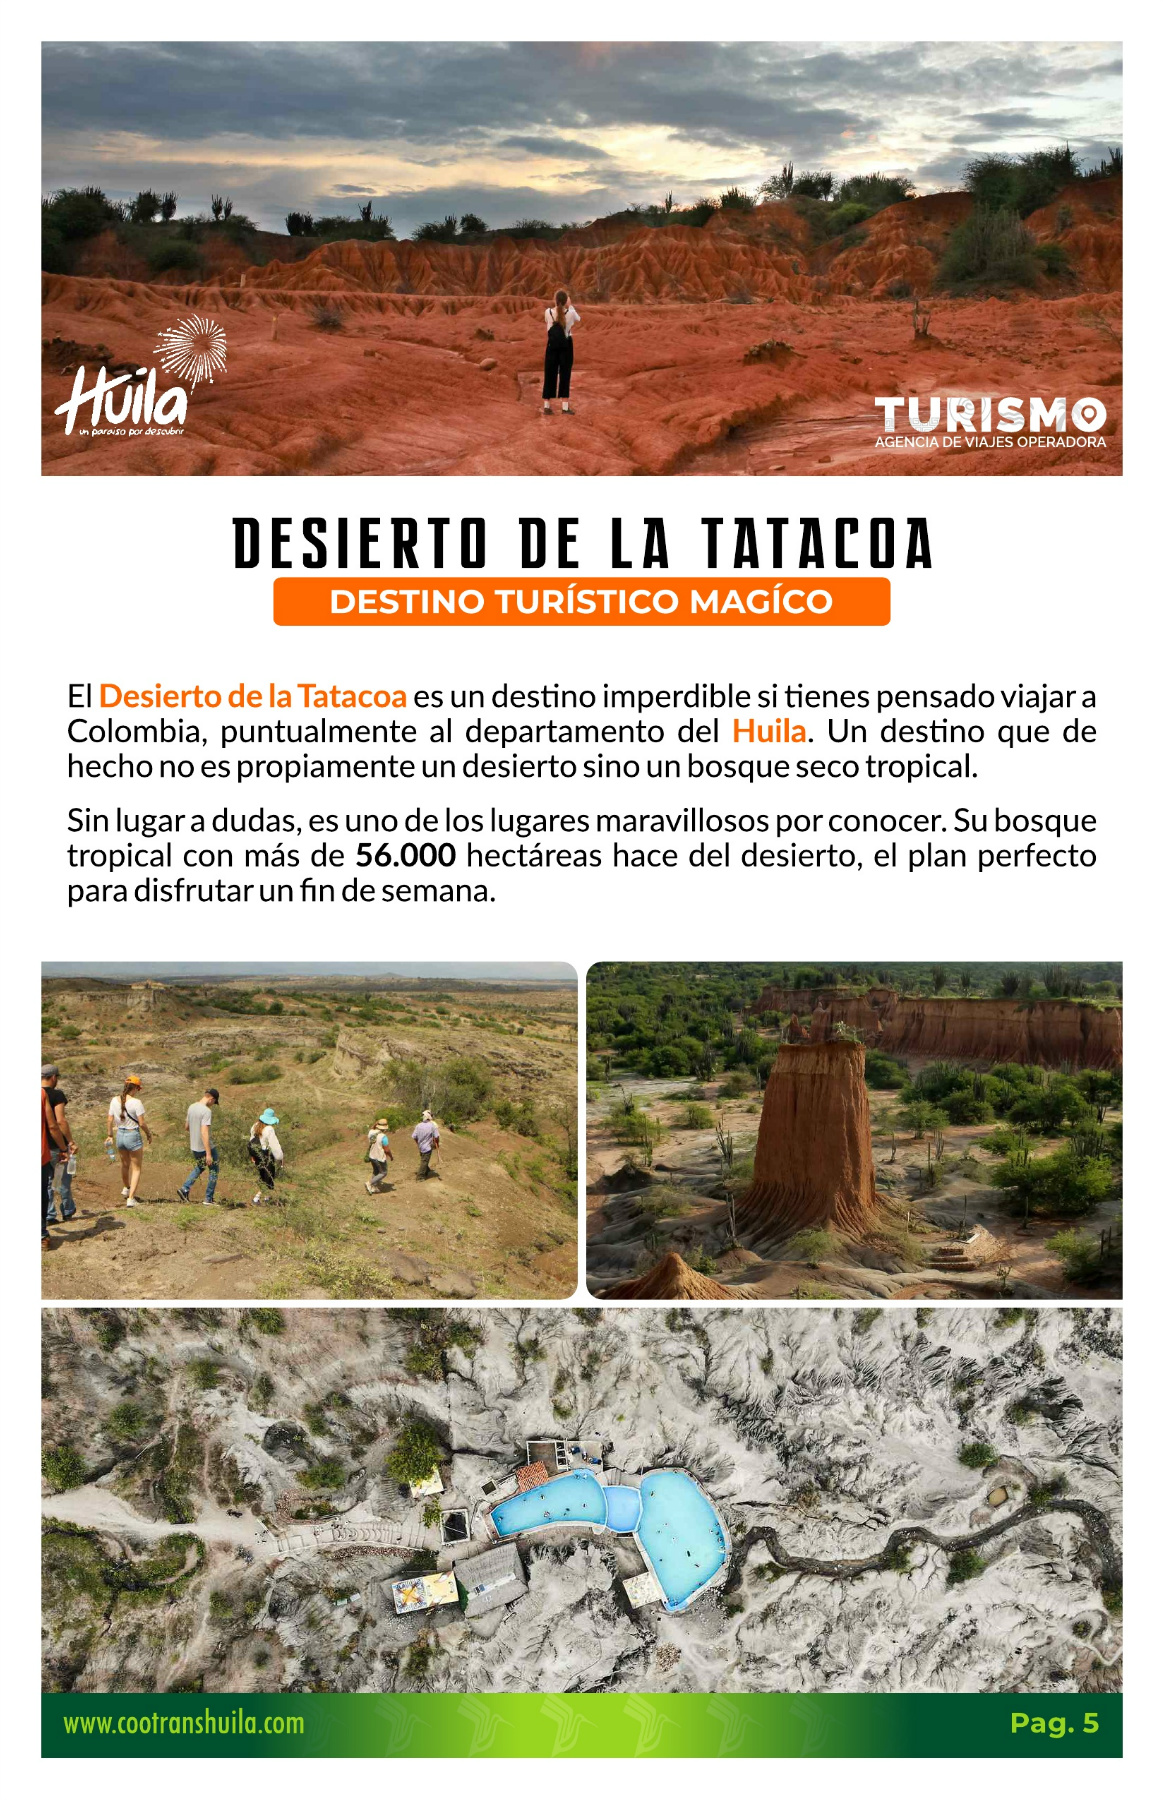 Huila
un paraíso por descubrir
TURISMO
AGENCIA DE VIAJES OPERADORA
DESIERTO DE LA TATACOA
DESTINO TURÍSTICO MAGÍCO
El Desierto de la Tatacoa es un destino imperdible si tienes pensado viajar a
Colombia, puntualmente al departamento del Huila. Un destino que de
hecho no es propiamente un desierto sino un bosque seco tropical.
Sin lugar a dudas, es uno de los lugares maravillosos por conocer. Su bosque
tropical con más de 56.000 hectáreas hace del desierto, el plan perfecto
para disfrutar un fin de semana.
www.cootranshuila.com
Pag. 5